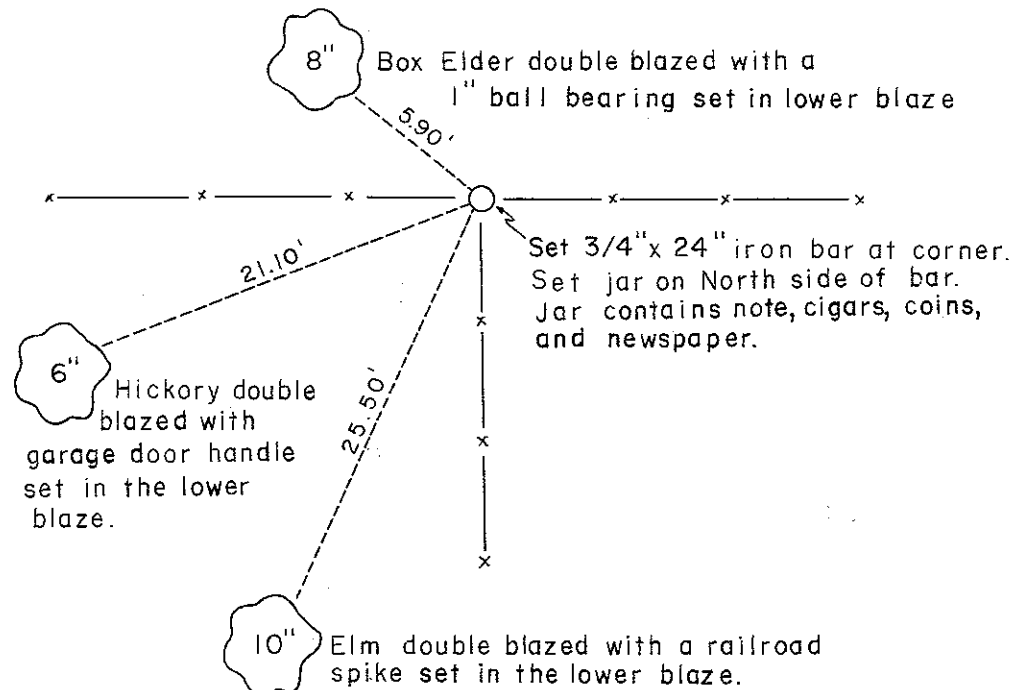 8" Box Elder double blazed with a
1" ball bearing set in lower blaze
5.90'
21.10'
Set 3/4" x 24" iron bar at corner.
Set jar on North side of bar.
Jar contains note, cigars, coins,
and newspaper.
6"
Hickory double
blazed with
garage door handle
set in the lower
blaze.
25.50'
10" Elm double blazed with a railroad
spike set in the lower blaze.